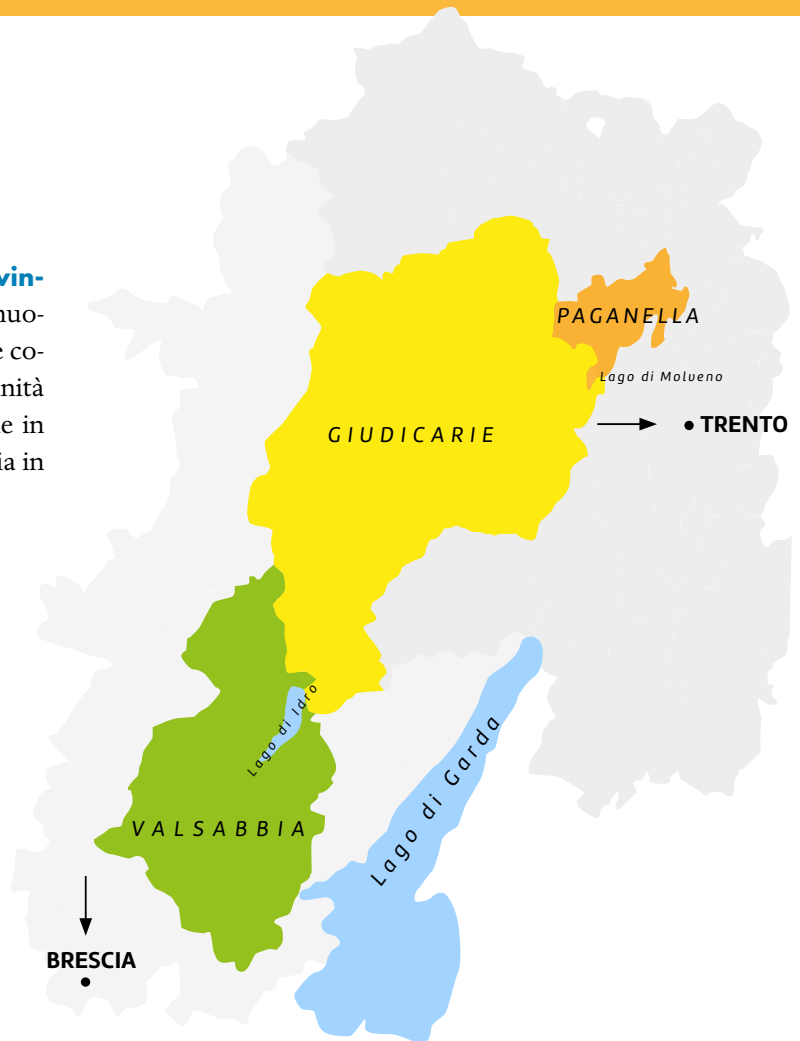 vin-
nuo-
e co-
nità
e in
ia in
PAGANELLA
Lago di Molveno
GIUDICARIE
TRENTO
Lago di Idro
Lago di Garda
VALSABBIA
BRESCIA